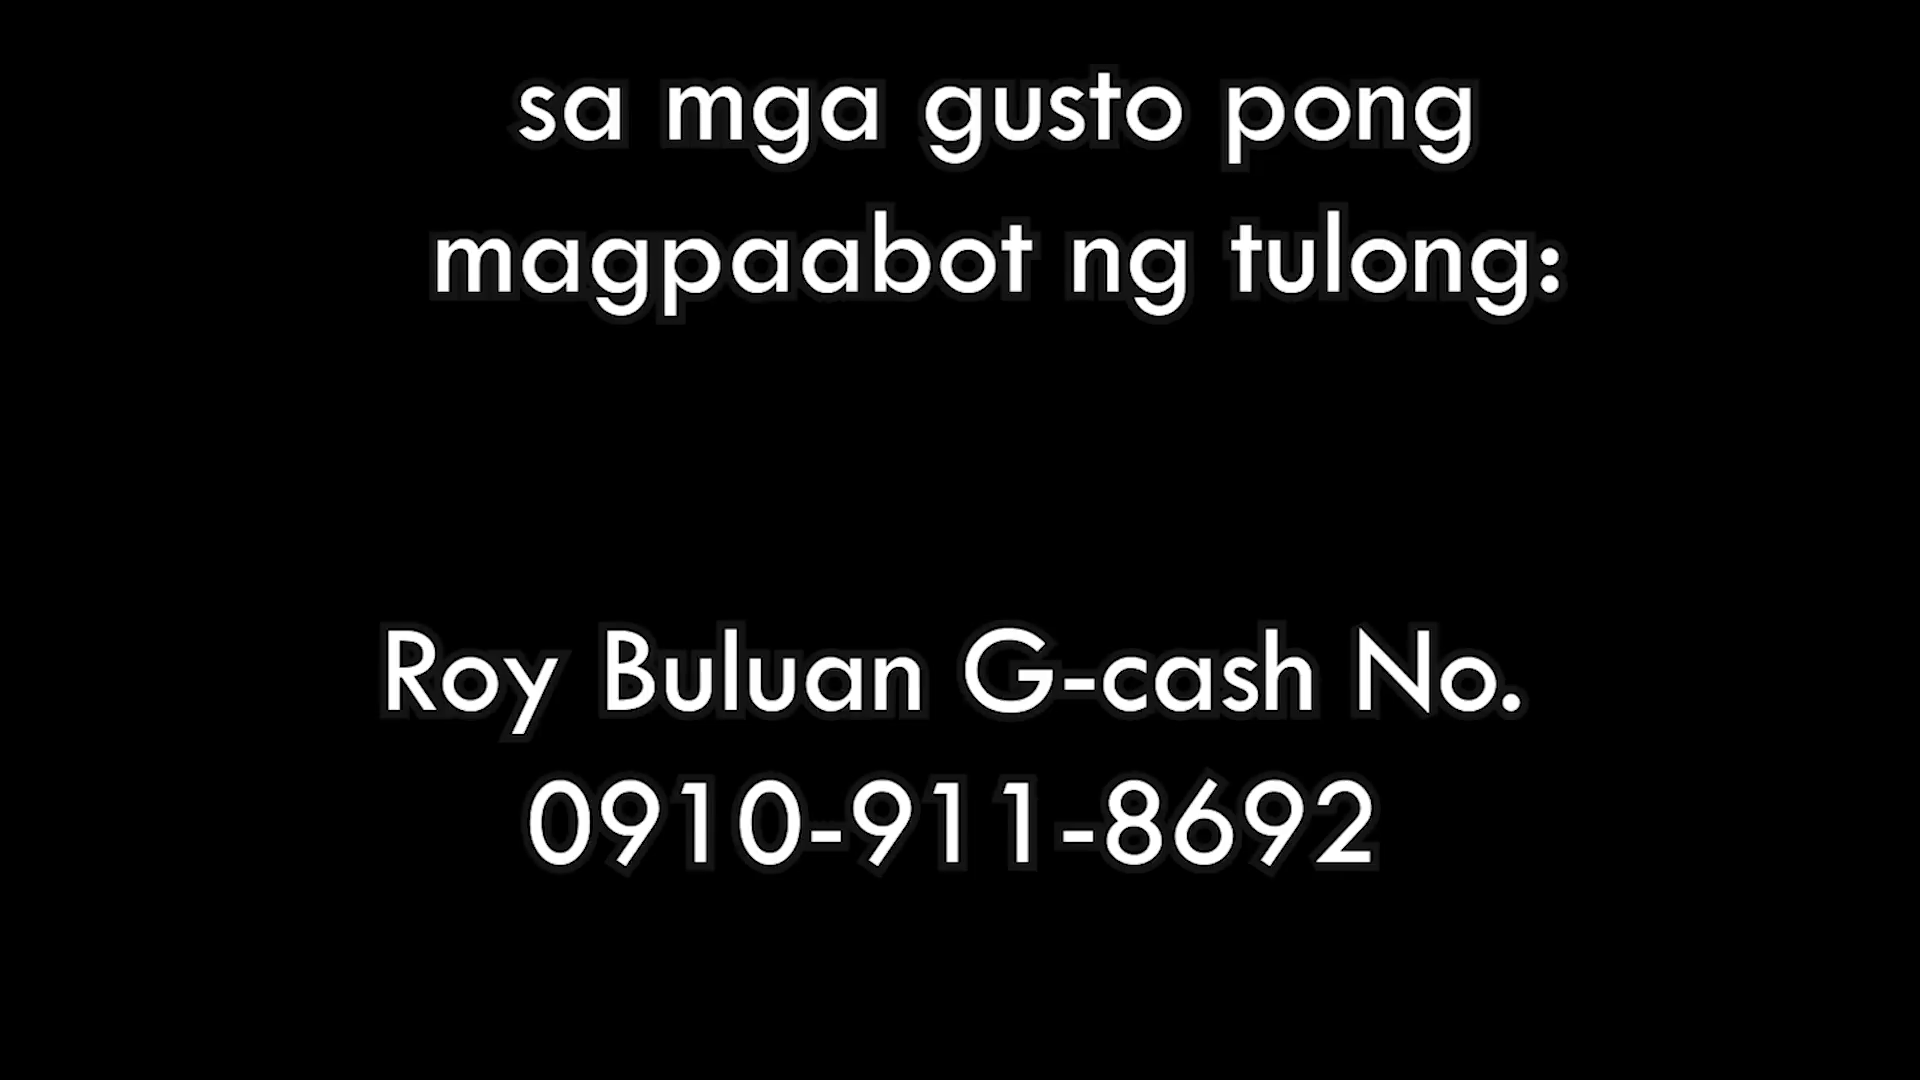 sa mga gusto pong
magpaabot ng tulong:
Roy Buluan G-cash No.
0910-911-8692